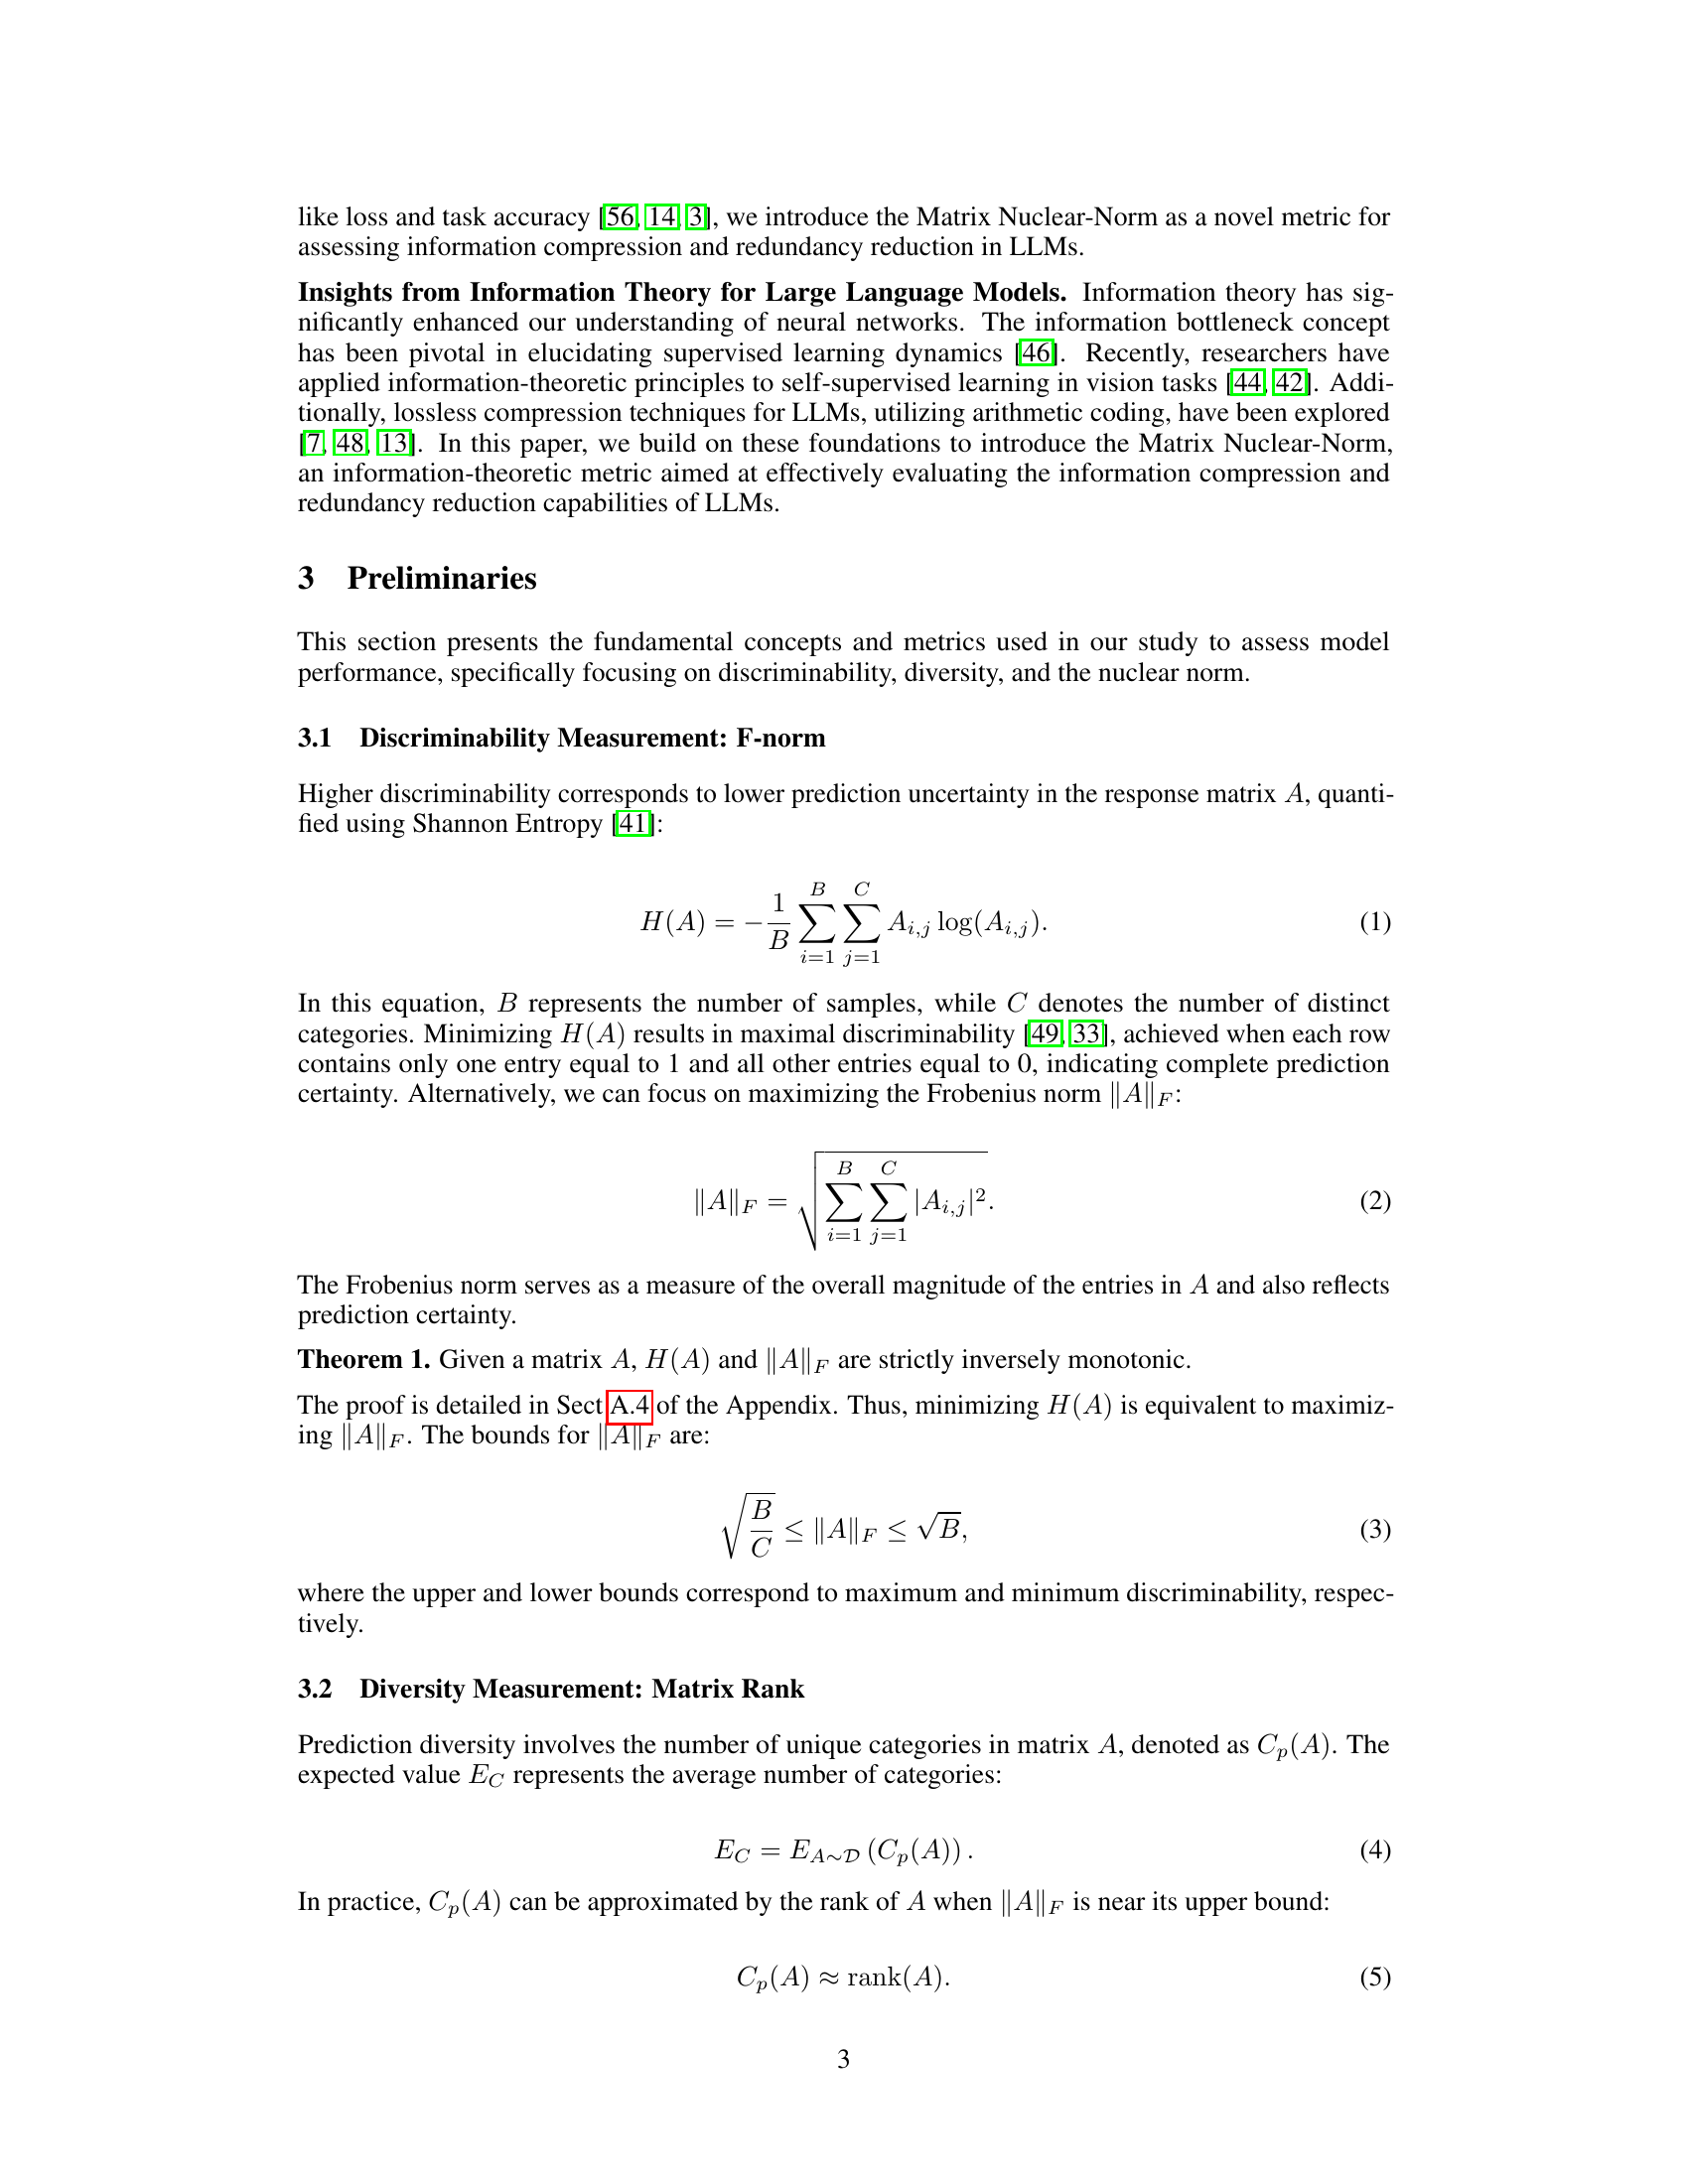 like loss and task accuracy [56, 14, 3], we introduce the Matrix Nuclear-Norm as a novel metric for
assessing information compression and redundancy reduction in LLMs.
Insights from Information Theory for Large Language Models. Information theory has sig-
nificantly enhanced our understanding of neural networks. The information bottleneck concept
has been pivotal in elucidating supervised learning dynamics [46]. Recently, researchers have
applied information-theoretic principles to self-supervised learning in vision tasks [44, 42]. Addi-
tionally, lossless compression techniques for LLMs, utilizing arithmetic coding, have been explored
[7, 48, 13]. In this paper, we build on these foundations to introduce the Matrix Nuclear-Norm,
an information-theoretic metric aimed at effectively evaluating the information compression and
redundancy reduction capabilities of LLMs.
3 Preliminaries
This section presents the fundamental concepts and metrics used in our study to assess model
performance, specifically focusing on discriminability, diversity, and the nuclear norm.
3.1 Discriminability Measurement: F-norm
Higher discriminability corresponds to lower prediction uncertainty in the response matrix A, quanti-
fied using Shannon Entropy [41]:
H(A) = −\frac{1}{B} \sum_{i=1}^{B} \sum_{j=1}^{C} A_{i,j} log(A_{i,j}). (1)
In this equation, B represents the number of samples, while C denotes the number of distinct
categories. Minimizing H(A) results in maximal discriminability [49, 33], achieved when each row
contains only one entry equal to 1 and all other entries equal to 0, indicating complete prediction
certainty. Alternatively, we can focus on maximizing the Frobenius norm ‖A‖_F:
‖A‖_F = \sqrt{\sum_{i=1}^{B} \sum_{j=1}^{C} |A_{i,j}|^2}. (2)
The Frobenius norm serves as a measure of the overall magnitude of the entries in A and also reflects
prediction certainty.
Theorem 1. Given a matrix A, H(A) and ‖A‖_F are strictly inversely monotonic.
The proof is detailed in Sect A.4 of the Appendix. Thus, minimizing H(A) is equivalent to maximiz-
ing ‖A‖_F. The bounds for ‖A‖_F are:
\sqrt{\frac{B}{C}} ≤ ‖A‖_F ≤ \sqrt{B}, (3)
where the upper and lower bounds correspond to maximum and minimum discriminability, respec-
tively.
3.2 Diversity Measurement: Matrix Rank
Prediction diversity involves the number of unique categories in matrix A, denoted as C_p(A). The
expected value E_C represents the average number of categories:
E_C = E_{A∼\mathcal{D}} (C_p(A)). (4)
In practice, C_p(A) can be approximated by the rank of A when ‖A‖_F is near its upper bound:
C_p(A) ≈ rank(A). (5)
3